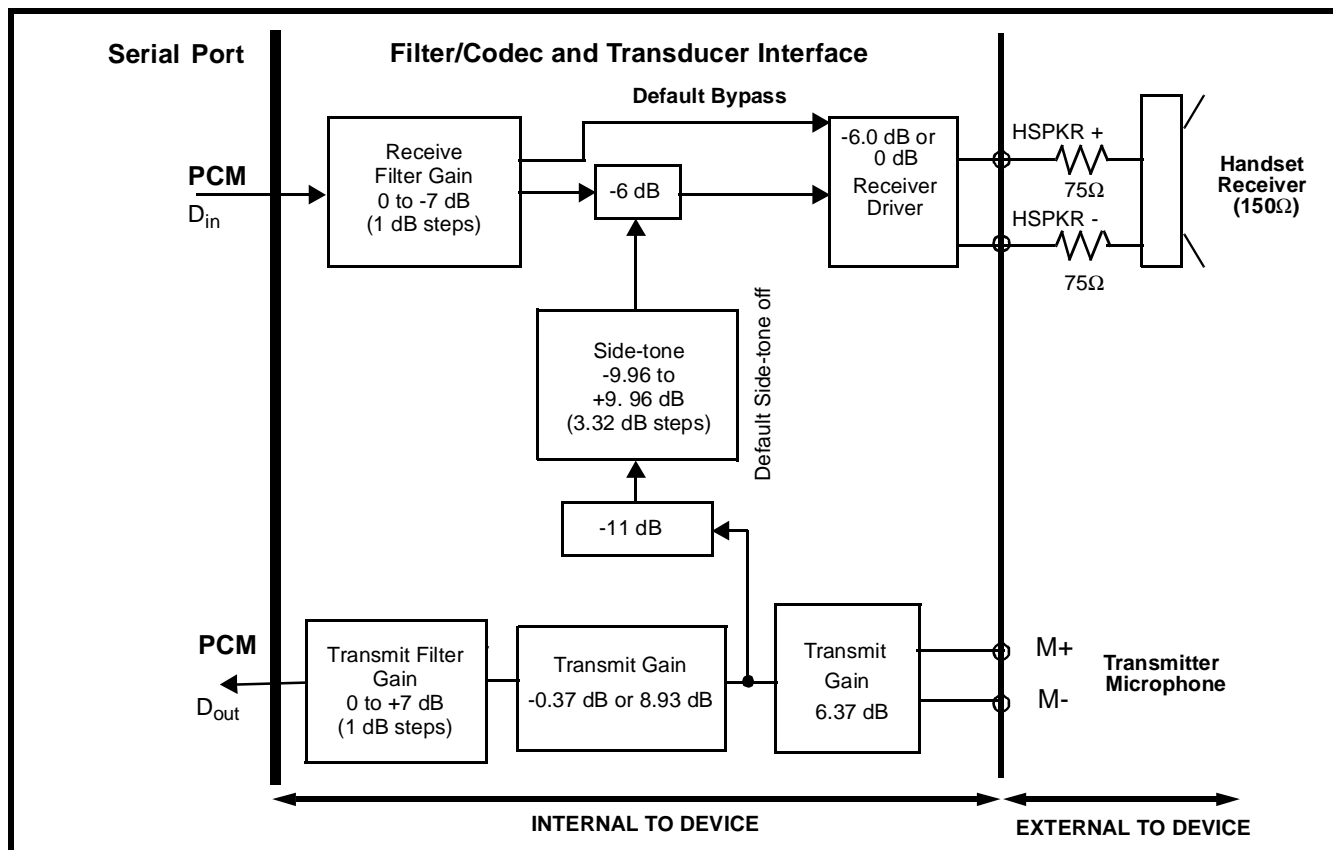 Serial Port
Filter/Codec and Transducer Interface
Default Bypass
PCM
Din
Receive
Filter Gain
0 to -7 dB
(1 dB steps)
-6 dB
-6.0 dB or
0 dB
Receiver
Driver
HSPKR +
75Ω
HSPKR -
75Ω
Handset
Receiver
(150Ω)
Side-tone
-9.96 to
+9. 96 dB
(3.32 dB steps)
Default Side-tone off
-11 dB
PCM
Dout
Transmit Filter
Gain
0 to +7 dB
(1 dB steps)
Transmit Gain
-0.37 dB or 8.93 dB
Transmit
Gain
6.37 dB
M+
M-
Transmitter
Microphone
INTERNAL TO DEVICE
EXTERNAL TO DEVICE